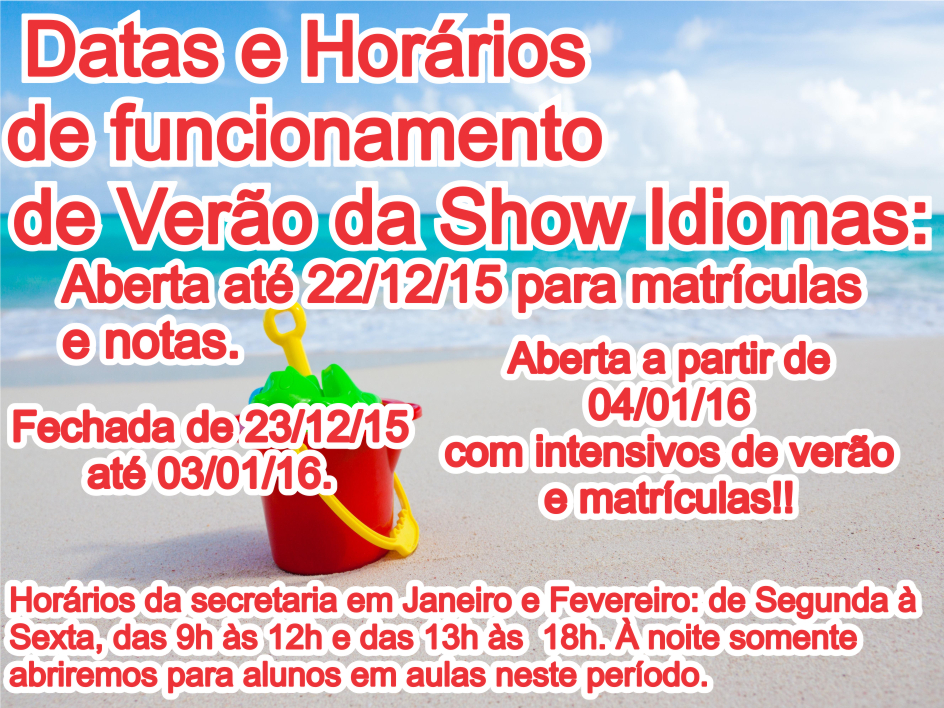 Datas e Horários
de funcionamento
de Verão da Show Idiomas:
Aberta até 22/12/15 para matrículas
e notas.
Fechada de 23/12/15
até 03/01/16.
Aberta a partir de
04/01/16
com intensivos de verão
e matrículas!!
Horários da secretaria em Janeiro e Fevereiro: de Segunda à
Sexta, das 9h às 12h e das 13h às 18h. À noite somente
abriremos para alunos em aulas neste período.